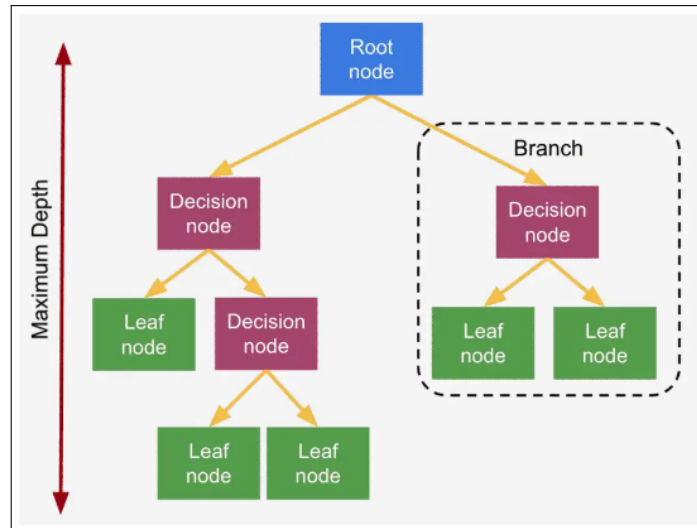 Root
node
Branch
Maximum Depth
Decision
node
Decision
node
Leaf
node
Decision
node
Leaf
node
Leaf
node
Leaf
node
Leaf
node